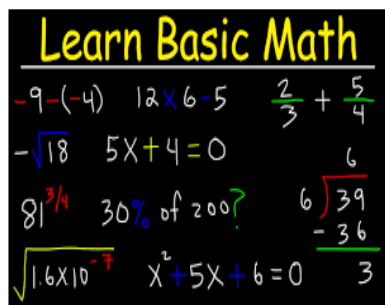 Learn Basic Math
-9-(-4) 12x6-5 2/3 + 5/4
-√18 5x+4=0
81^3/4 30% of 200?
6
6)39
-36
3
√1.6x10^-7 x²+5x+6=0